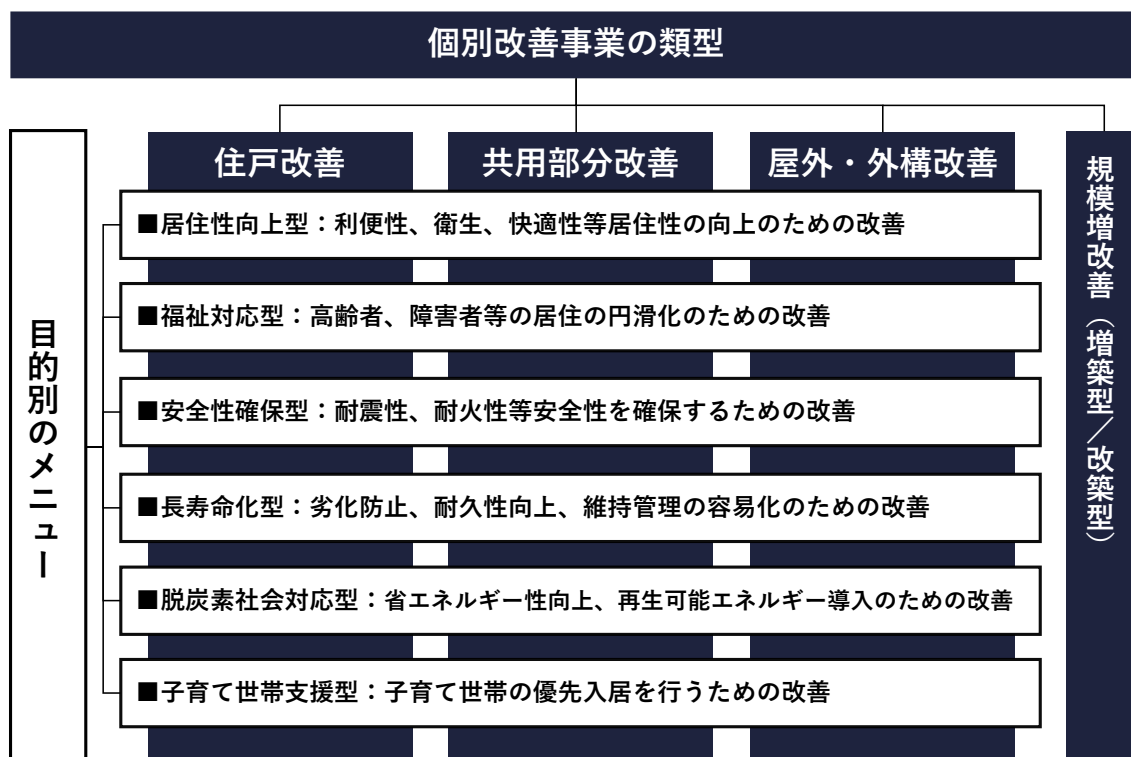 個別改善事業の類型
住戸改善
共用部分改善
屋外・外構改善
規模増改善（増築型／改築型）
目的別のメニュー
■居住性向上型：利便性、衛生、快適性等居住性の向上のための改善
■福祉対応型：高齢者、障害者等の居住の円滑化のための改善
■安全性確保型：耐震性、耐火性等安全性を確保するための改善
■長寿命化型：劣化防止、耐久性向上、維持管理の容易化のための改善
■脱炭素社会対応型：省エネルギー性向上、再生可能エネルギー導入のための改善
■子育て世帯支援型：子育て世帯の優先入居を行うための改善